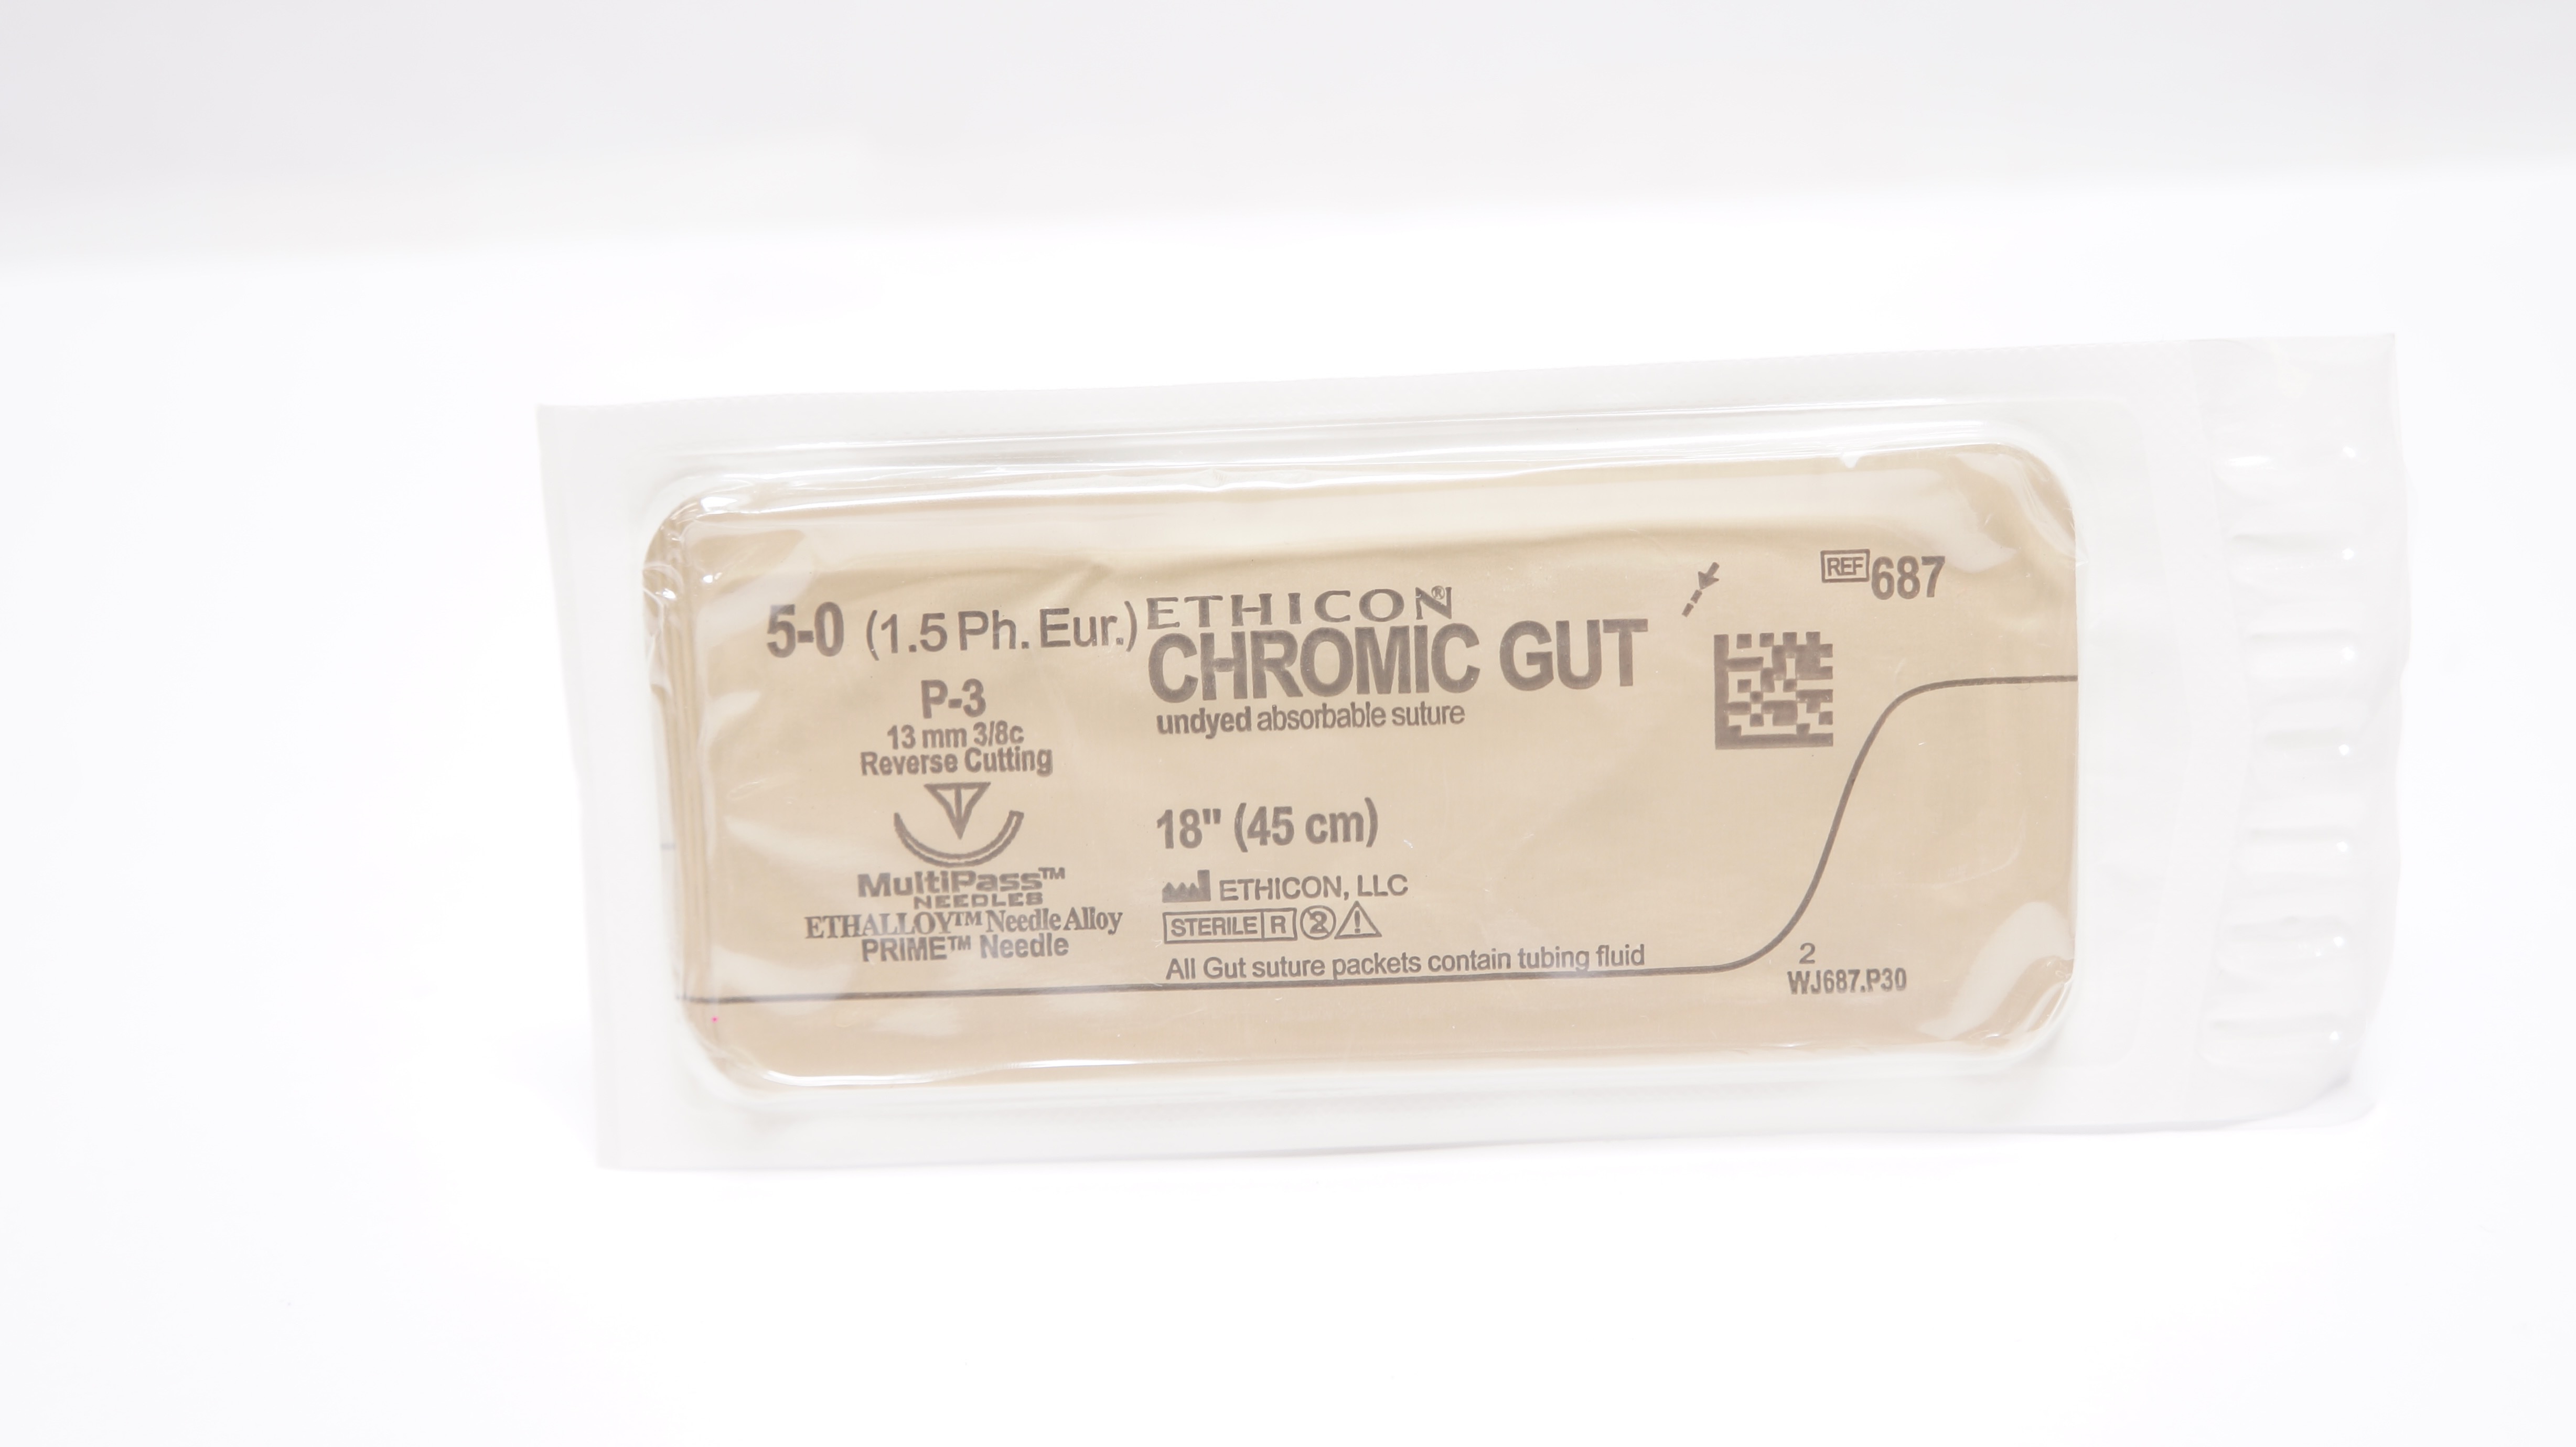 5-0 (1.5 Ph. Eur.)
P-3
13 mm 3/8c
Reverse Cutting
MultiPass™
NEEDLES
ETHALLOY™ Needle Alloy
PRIME™ Needle
ETHICON®
CHROMIC GUT
undyed absorbable suture
18" (45 cm)
ETHICON, LLC
STERILE R 2
All Gut suture packets contain tubing fluid
REF 687
2
WJ687.P30